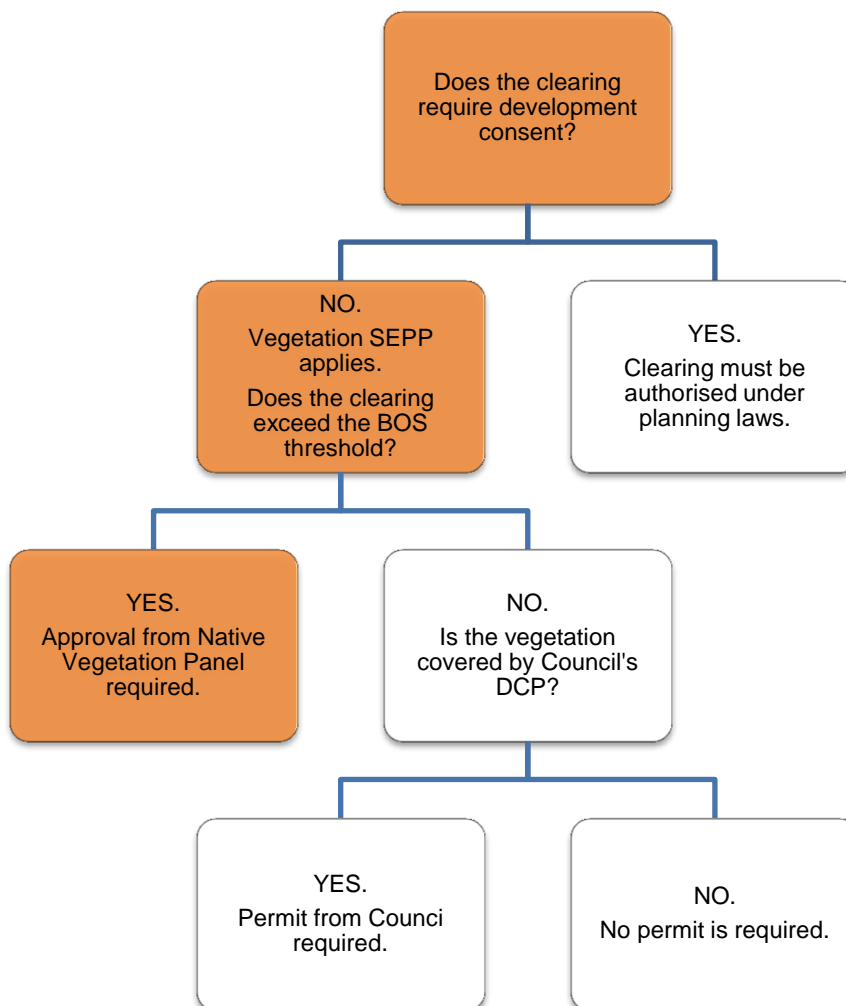 Does the clearing
require development
consent?
NO.
Vegetation SEPP
applies.
Does the clearing
exceed the BOS
threshold?
YES.
Clearing must be
authorised under
planning laws.
YES.
Approval from Native
Vegetation Panel
required.
NO.
Is the vegetation
covered by Council's
DCP?
YES.
Permit from Counci
required.
NO.
No permit is required.